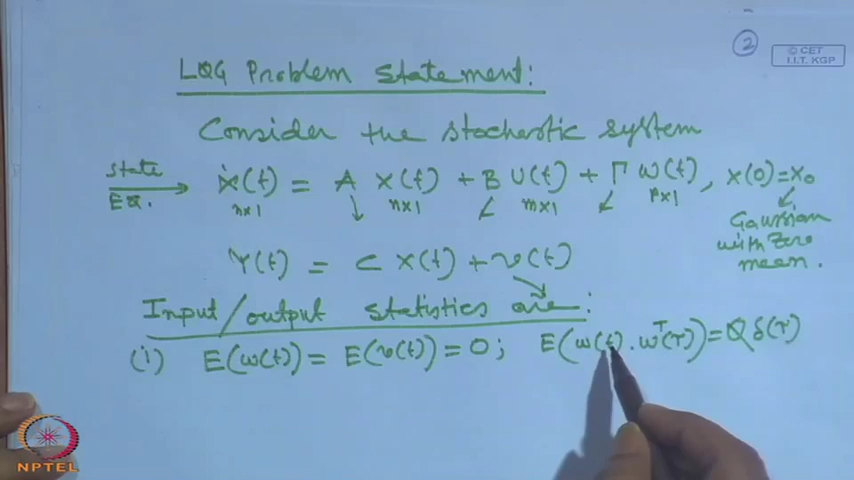 2
© CET
I.I.T. KGP
LQG Problem Statement:
Consider the stochastic system
State EQ. → ẋ(t) = A x(t) + B U(t) + Γ ω(t), x(0) = x₀
n×1 n×1 m×1 p×1
Gaussian
with zero
mean.
Y(t) = C x(t) + v(t)
Input/output statistics are:
(i) E(ω(t)) = E(v(t)) = 0; E(ω(t).ωᵀ(τ)) = Q δ(τ)
NPTEL